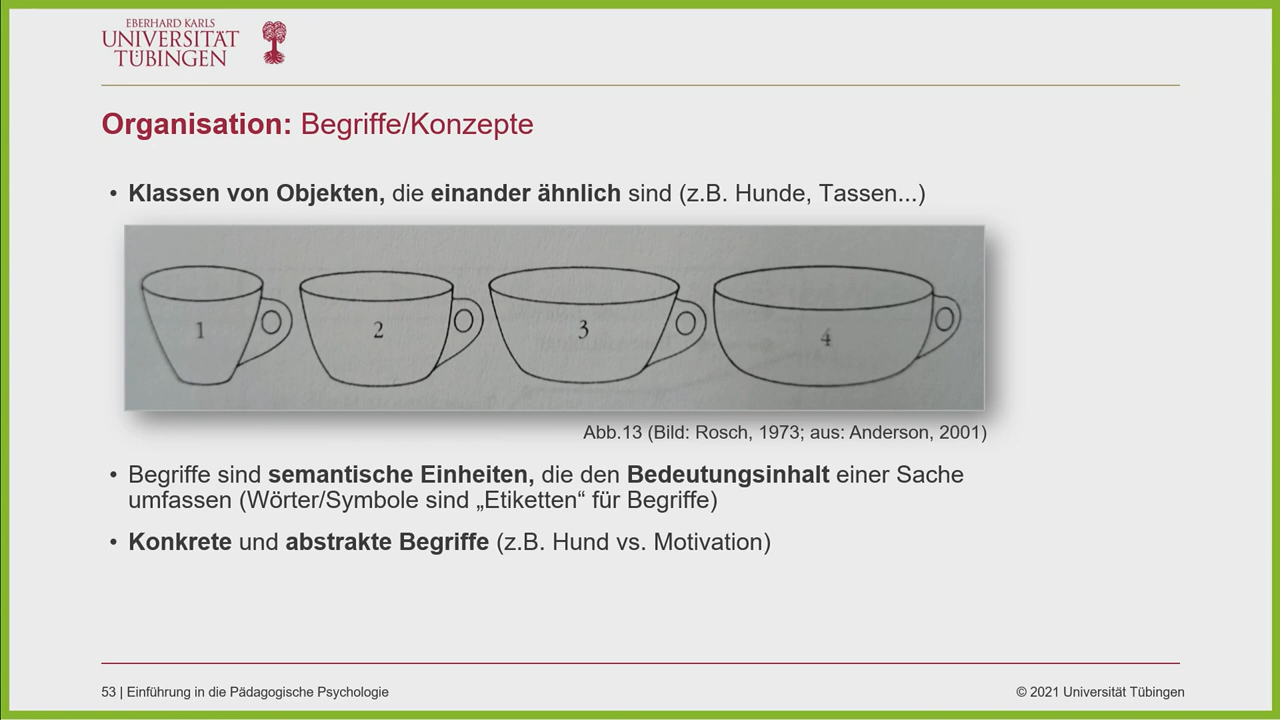 EBERHARD KARLS
UNIVERSITÄT
TÜBINGEN
Organisation: Begriffe/Konzepte
• Klassen von Objekten, die einander ähnlich sind (z.B. Hunde, Tassen...)
1 2 3 4
Abb.13 (Bild: Rosch, 1973; aus: Anderson, 2001)
• Begriffe sind semantische Einheiten, die den Bedeutungsinhalt einer Sache
umfassen (Wörter/Symbole sind „Etiketten“ für Begriffe)
• Konkrete und abstrakte Begriffe (z.B. Hund vs. Motivation)
53 | Einführung in die Pädagogische Psychologie
© 2021 Universität Tübingen